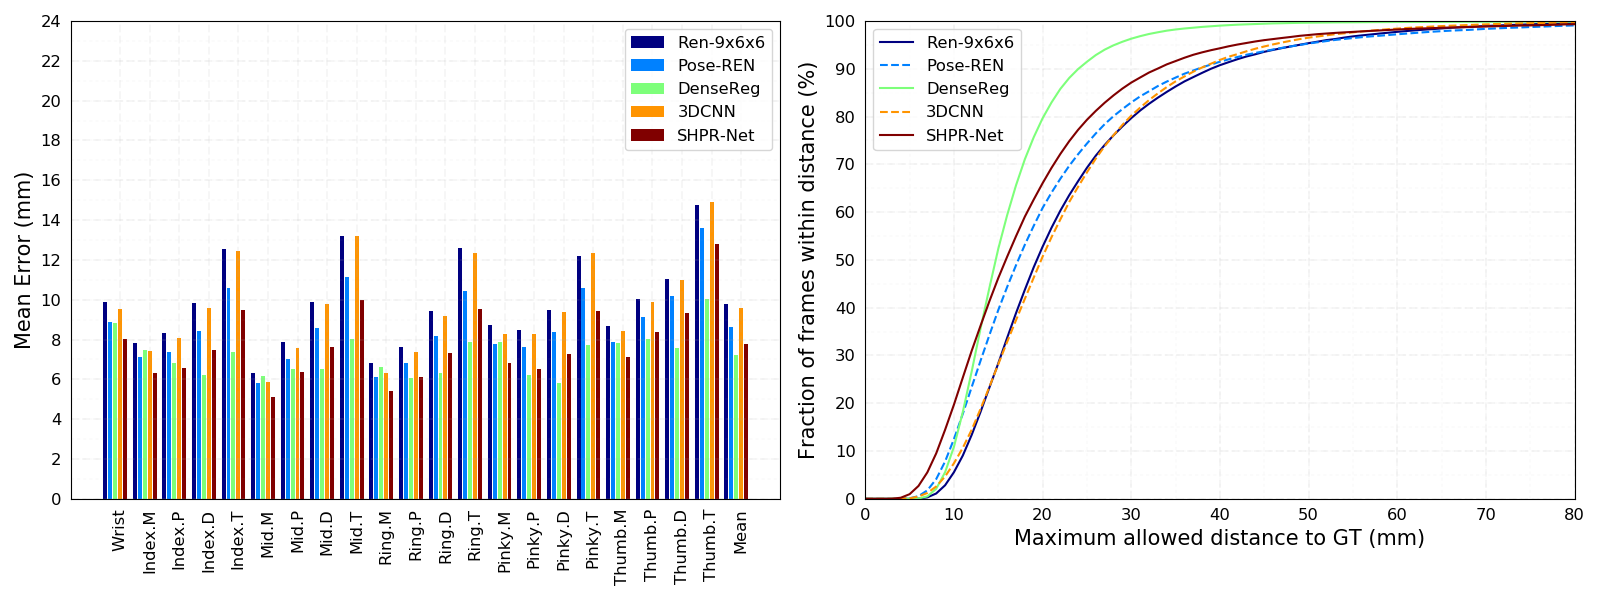 Mean Error (mm)
24
22
20
18
16
14
12
10
8
6
4
2
0
Ren-9x6x6
Pose-REN
DenseReg
3DCNN
SHPR-Net
Wrist
Index.M
Index.P
Index.D
Index.T
Mid.M
Mid.P
Mid.D
Mid.T
Ring.M
Ring.P
Ring.D
Ring.T
Pinky.M
Pinky.P
Pinky.D
Pinky.T
Thumb.M
Thumb.P
Thumb.D
Thumb.T
Mean
Fraction of frames within distance (%)
100
90
80
70
60
50
40
30
20
10
0
Ren-9x6x6
Pose-REN
DenseReg
3DCNN
SHPR-Net
0 10 20 30 40 50 60 70 80
Maximum allowed distance to GT (mm)